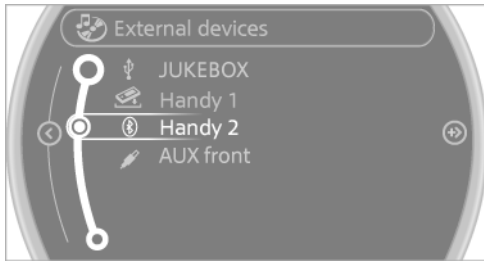 External devices
JUKEBOX
Handy 1
Handy 2
AUX front